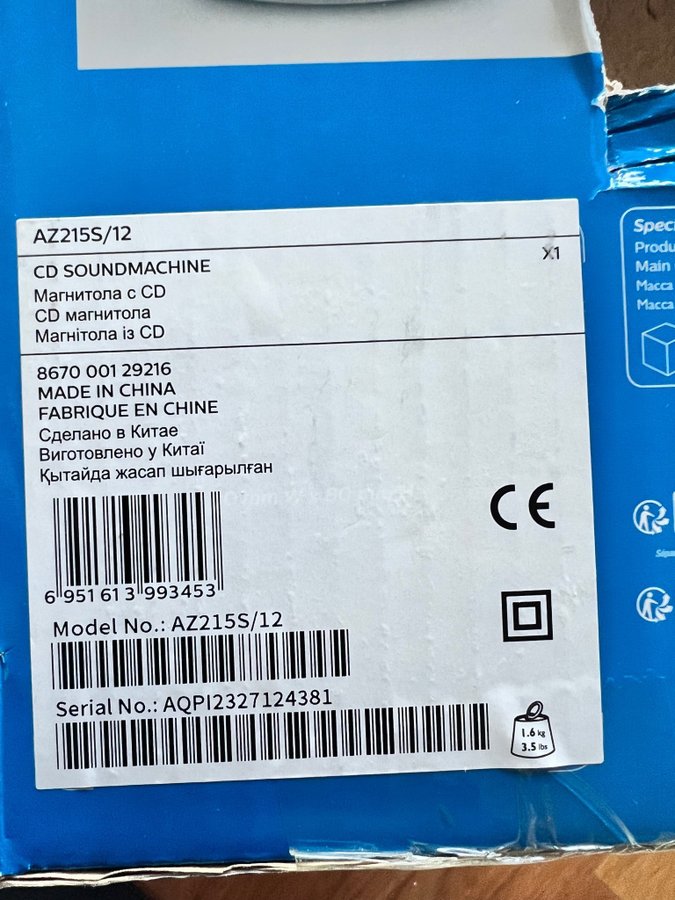 AZ215S/12
CD SOUNDMACHINE
X1
Магнитола с CD
CD магнитола
Магнітола із CD
8670 001 29216
MADE IN CHINA
FABRIQUE EN CHINE
Сделано в Китае
Виготовлено у Китаї
Қытайда жасап шығарылған
CE
6 951613 993453
Model No.: AZ215S/12
Serial No.: AQPI2327124381
1.6 kg
3.5 lbs
Main
Масса
Масса